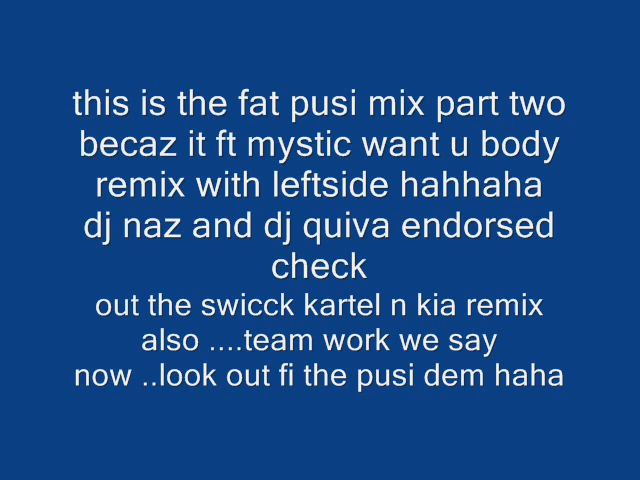 this is the fat pusi mix part two
becaz it ft mystic want u body
remix with leftside hahhaha
dj naz and dj quiva endorsed
check
out the swicck kartel n kia remix
also ....team work we say
now ..look out fi the pusi dem haha